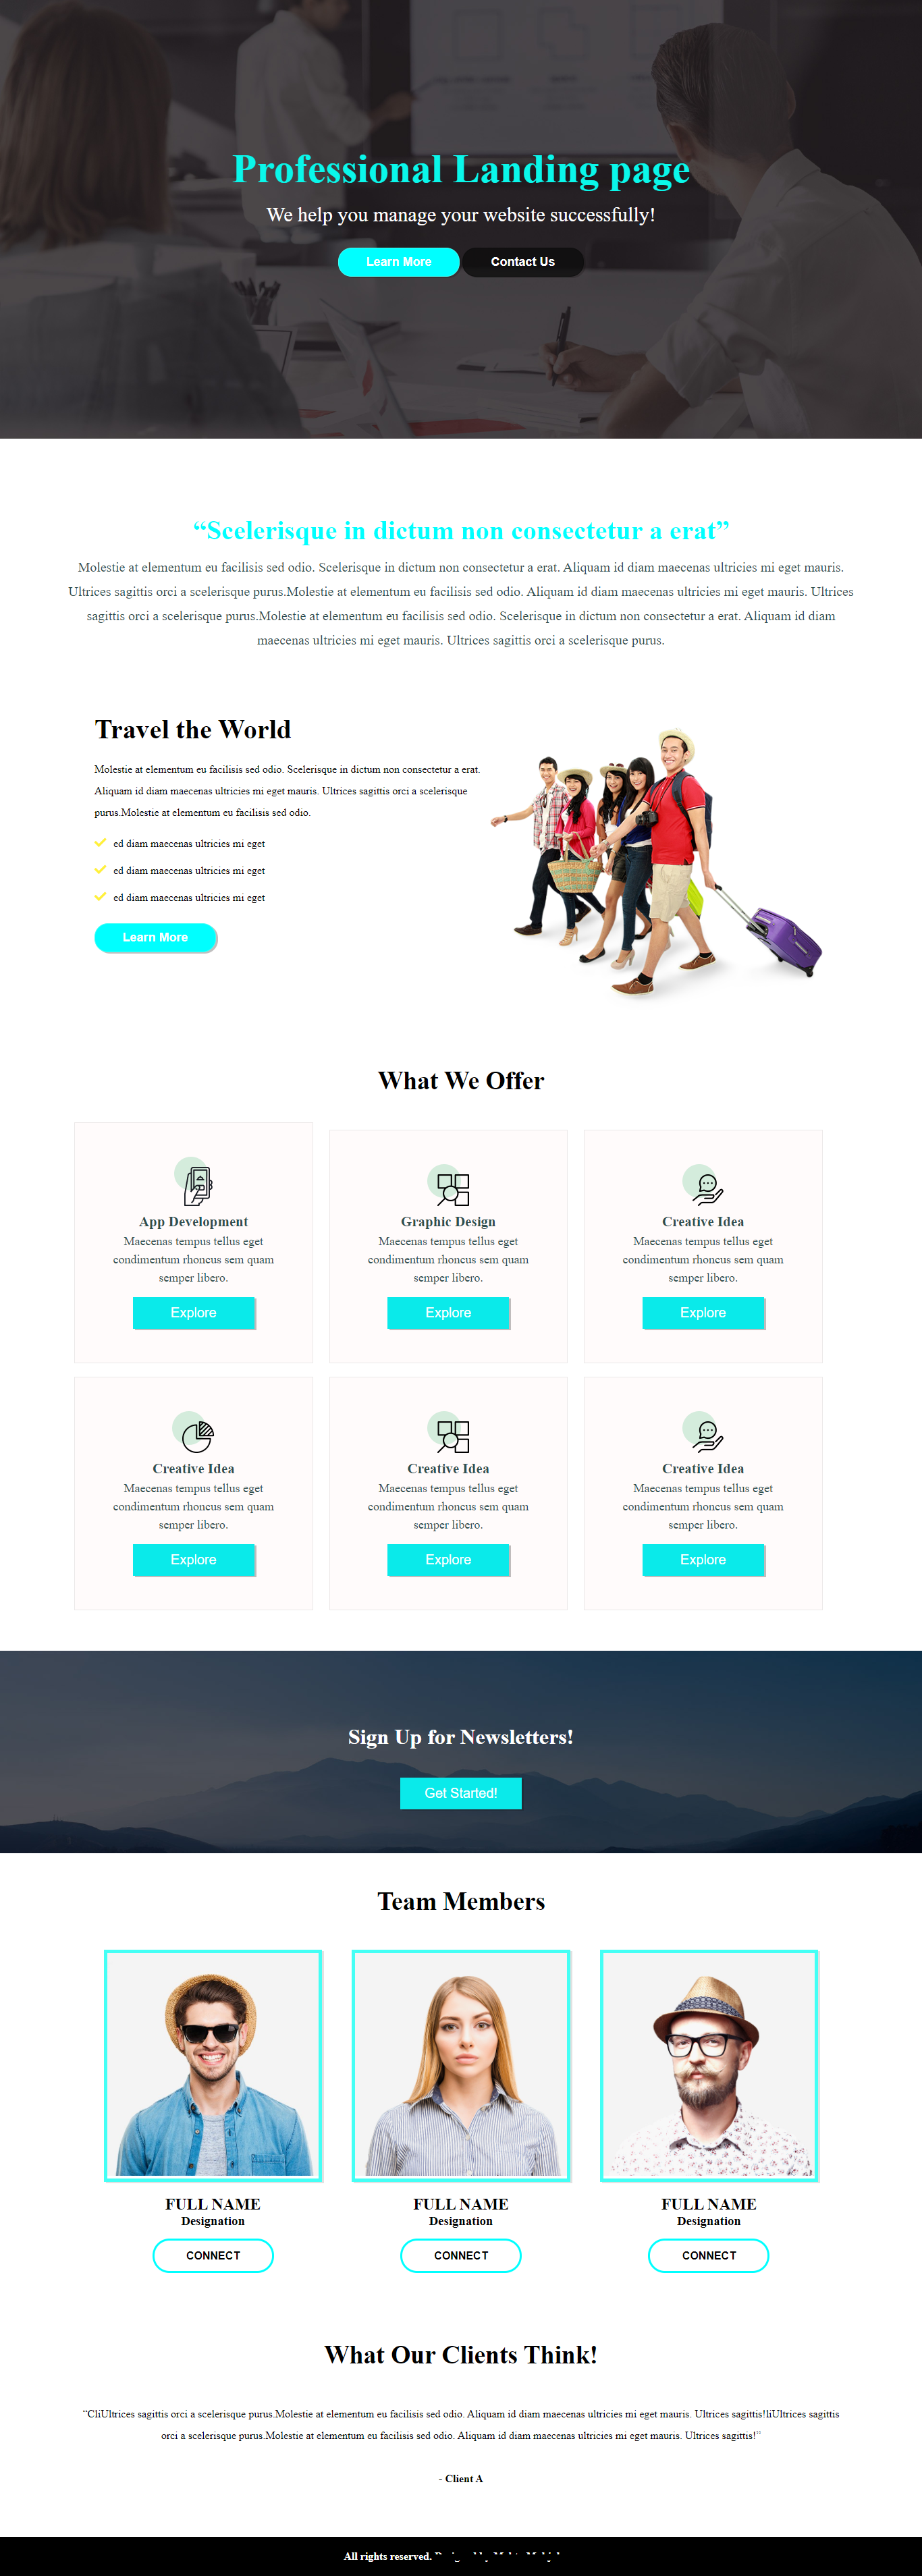 Professional Landing page
We help you manage your website successfully!
Learn More
Contact Us
“Scelerisque in dictum non consectetur a erat”
Molestie at elementum eu facilisis sed odio. Scelerisque in dictum non consectetur a erat. Aliquam id diam maecenas ultricies mi eget mauris.
Ultrices sagittis orci a scelerisque purus.Molestie at elementum eu facilisis sed odio. Aliquam id diam maecenas ultricies mi eget mauris. Ultrices
sagittis orci a scelerisque purus.Molestie at elementum eu facilisis sed odio. Scelerisque in dictum non consectetur a erat. Aliquam id diam
maecenas ultricies mi eget mauris. Ultrices sagittis orci a scelerisque purus.
Travel the World
Molestie at elementum eu facilisis sed odio. Scelerisque in dictum non consectetur a erat.
Aliquam id diam maecenas ultricies mi eget mauris. Ultrices sagittis orci a scelerisque
purus.Molestie at elementum eu facilisis sed odio.
ed diam maecenas ultricies mi eget
ed diam maecenas ultricies mi eget
ed diam maecenas ultricies mi eget
Learn More
What We Offer
App Development
Maecenas tempus tellus eget
condimentum rhoncus sem quam
semper libero.
Explore
Graphic Design
Maecenas tempus tellus eget
condimentum rhoncus sem quam
semper libero.
Explore
Creative Idea
Maecenas tempus tellus eget
condimentum rhoncus sem quam
semper libero.
Explore
Creative Idea
Maecenas tempus tellus eget
condimentum rhoncus sem quam
semper libero.
Explore
Creative Idea
Maecenas tempus tellus eget
condimentum rhoncus sem quam
semper libero.
Explore
Creative Idea
Maecenas tempus tellus eget
condimentum rhoncus sem quam
semper libero.
Explore
Sign Up for Newsletters!
Get Started!
Team Members
FULL NAME
Designation
CONNECT
FULL NAME
Designation
CONNECT
FULL NAME
Designation
CONNECT
What Our Clients Think!
“CliUltrices sagittis orci a scelerisque purus.Molestie at elementum eu facilisis sed odio. Aliquam id diam maecenas ultricies mi eget mauris. Ultrices sagittis!liUltrices sagittis
orci a scelerisque purus.Molestie at elementum eu facilisis sed odio. Aliquam id diam maecenas ultricies mi eget mauris. Ultrices sagittis!”
- Client A
All rights reserved.